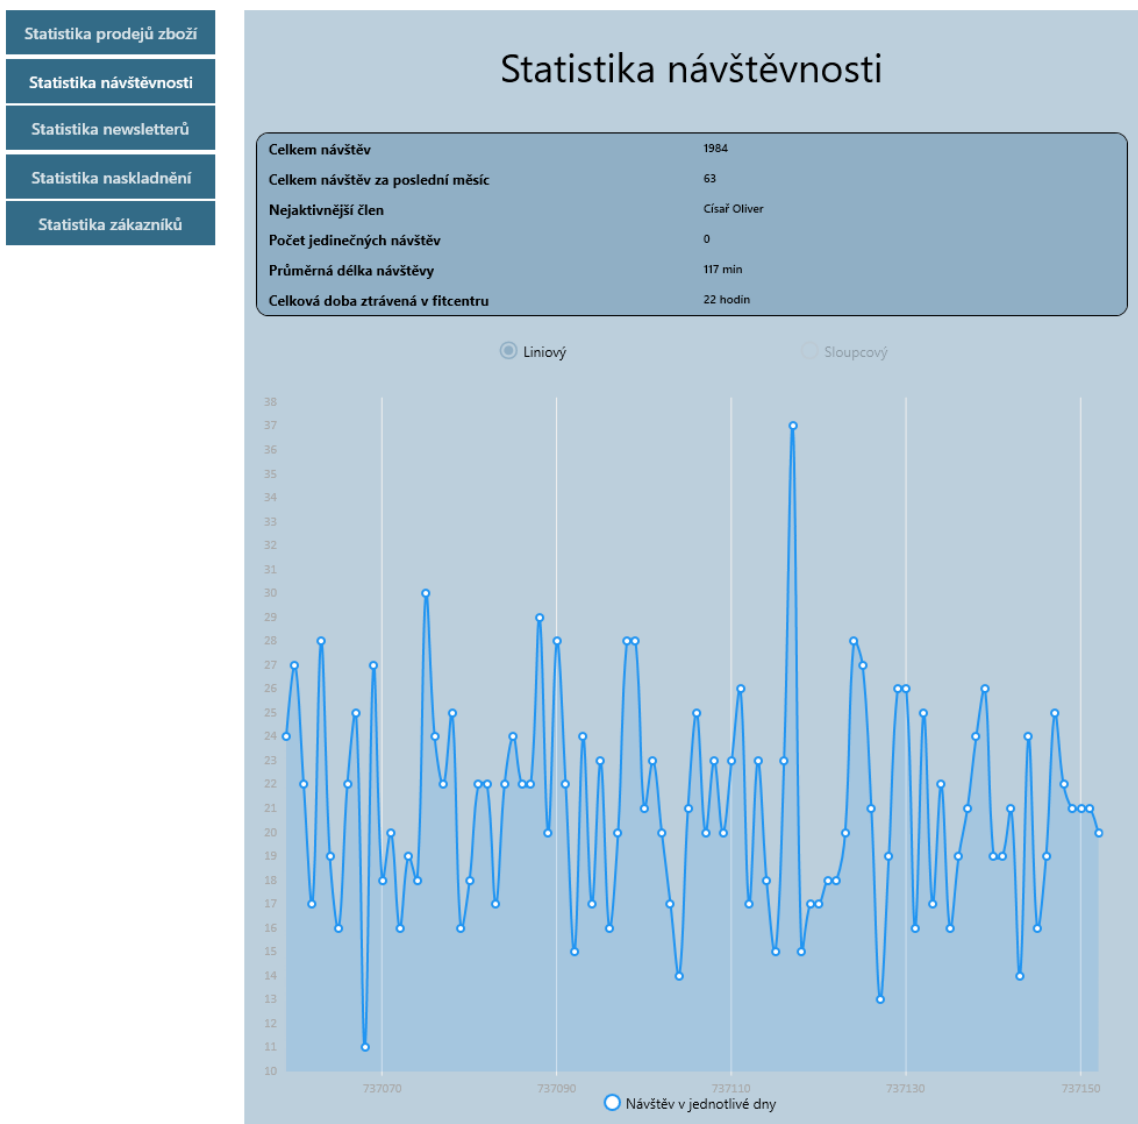 Statistika prodejů zboží
Statistika návštěvnosti
Statistika newsletterů
Statistika naskladnění
Statistika zákazníků
Statistika návštěvnosti
Celkem návštěv 1984
Celkem návštěv za poslední měsíc 63
Nejaktivnější člen Císař Oliver
Počet jedinečných návštěv 0
Průměrná délka návštěvy 117 min
Celková doba ztrávená v fitcentru 22 hodin
Liniový Sloupcový
38
37
36
35
34
33
32
31
30
29
28
27
26
25
24
23
22
21
20
19
18
17
16
15
14
13
12
11
10
737070 737090 737110 737130 737150
Návštěv v jednotlivé dny